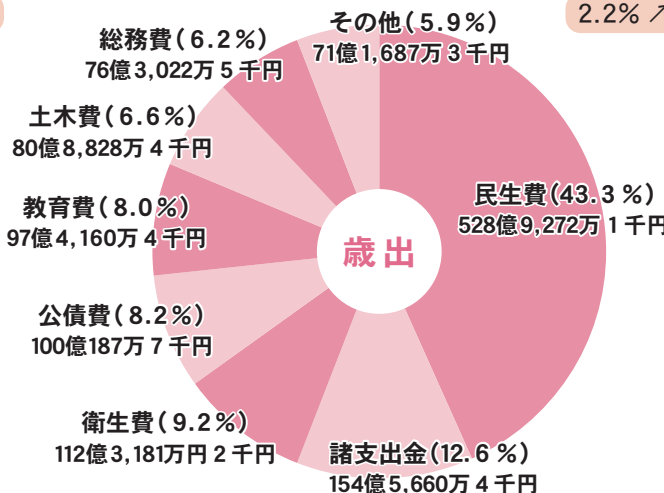 2.2% ↗
その他(5.9%)
71億1,687万3千円
総務費(6.2%)
76億3,022万5千円
土木費(6.6%)
80億8,828万4千円
民生費(43.3%)
528億9,272万1千円
教育費(8.0%)
97億4,160万4千円
歳出
公債費(8.2%)
100億187万7千円
衛生費(9.2%)
112億3,181万円2千円
諸支出金(12.6%)
154億5,660万4千円